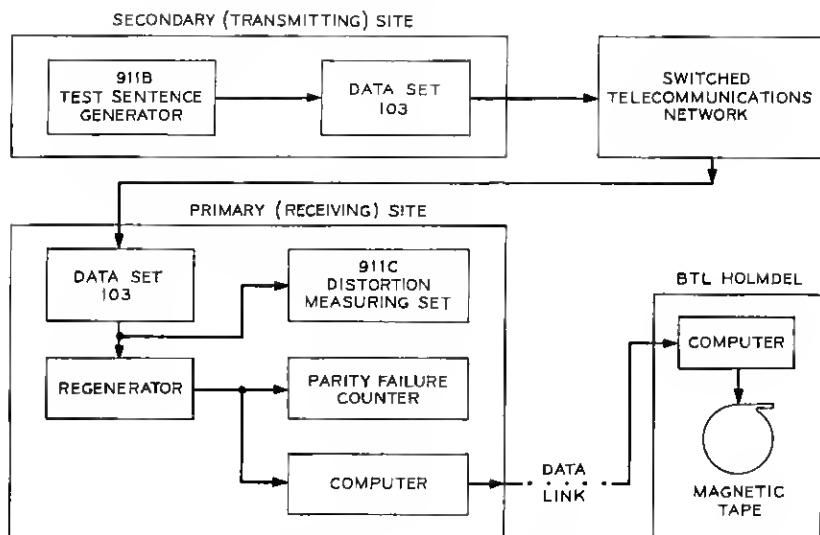 SECONDARY (TRANSMITTING) SITE
911B
TEST SENTENCE
GENERATOR
DATA SET
103
SWITCHED
TELECOMMUNICATIONS
NETWORK
PRIMARY (RECEIVING) SITE
DATA SET
103
911C
DISTORTION
MEASURING SET
REGENERATOR
PARITY FAILURE
COUNTER
COMPUTER
DATA
LINK
BTL HOLMDEL
COMPUTER
MAGNETIC
TAPE